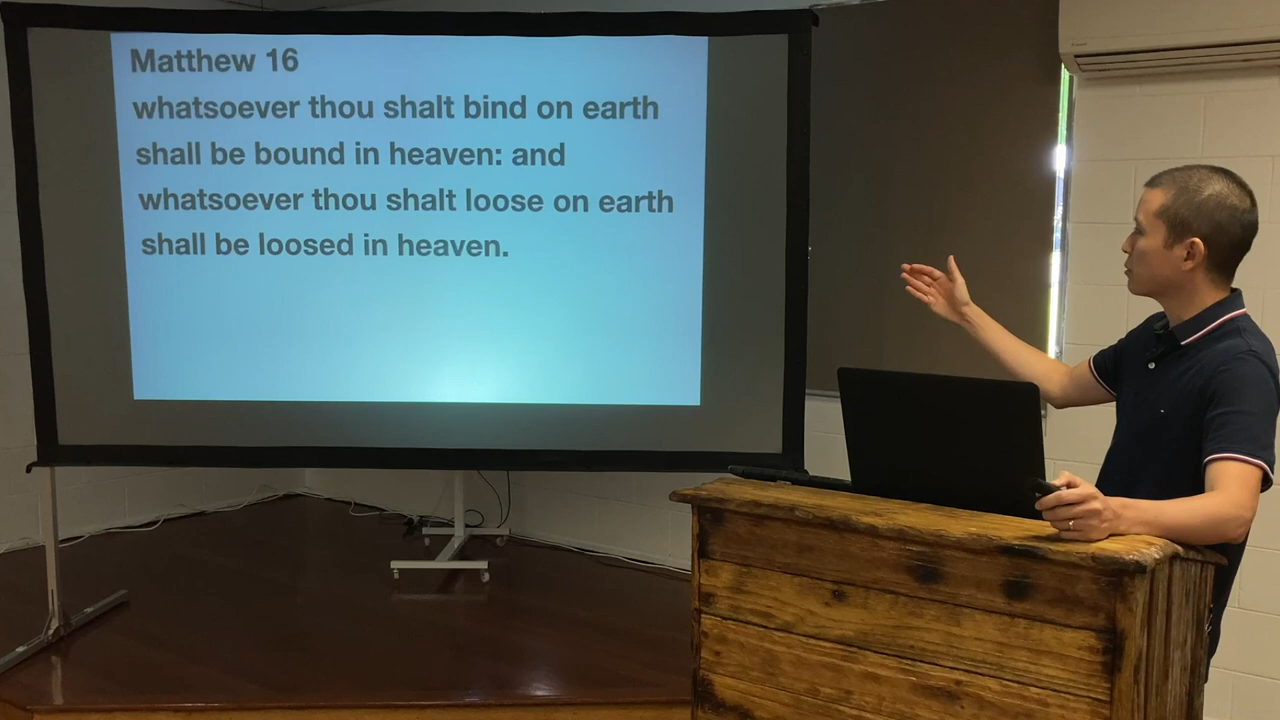 Matthew 16
whatsoever thou shalt bind on earth
shall be bound in heaven: and
whatsoever thou shalt loose on earth
shall be loosed in heaven.